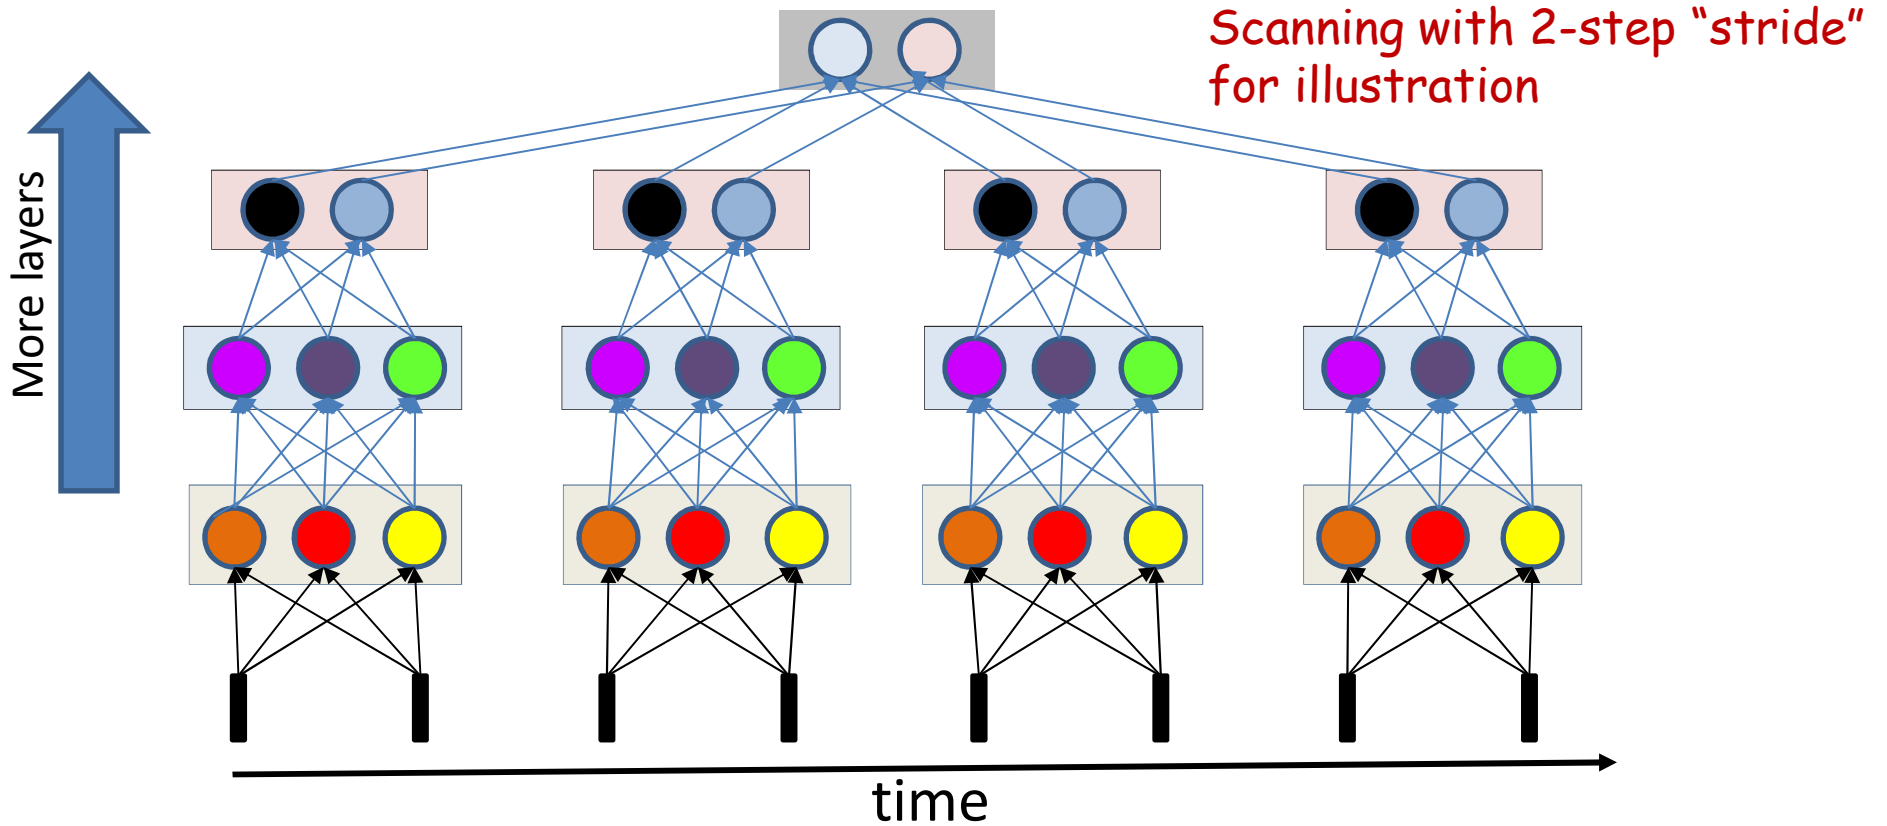 Scanning with 2-step “stride”
for illustration
More layers
time